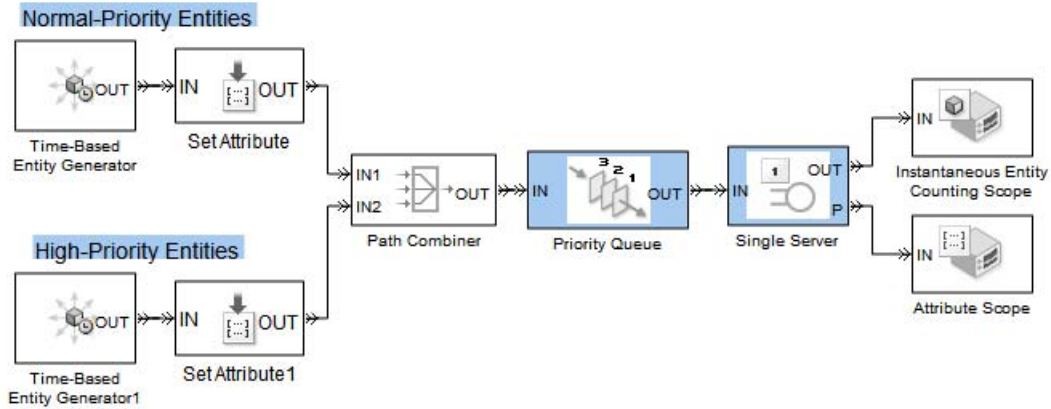 Normal-Priority Entities
OUT
Time-Based
Entity Generator
IN
[...]
OUT
Set Attribute
High-Priority Entities
OUT
Time-Based
Entity Generator1
IN
[...]
OUT
Set Attribute1
IN1
IN2
OUT
Path Combiner
IN
3
2
1
OUT
Priority Queue
IN
1
OUT
P
Single Server
IN
Instantaneous Entity
Counting Scope
IN
[...]
Attribute Scope